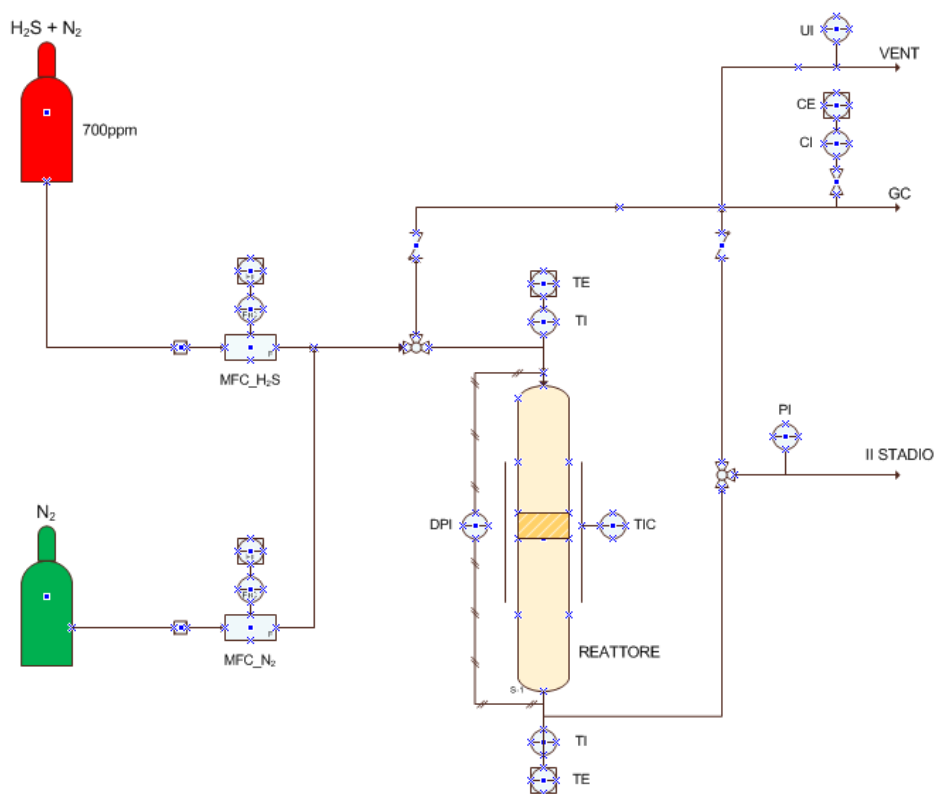 H₂S + N₂
700ppm
UI
VENT
CE
CI
GC
TE
TI
MFC_H₂S
PI
II STADIO
N₂
DPI
TIC
REATTORE
MFC_N₂
S-1
TI
TE
F
F